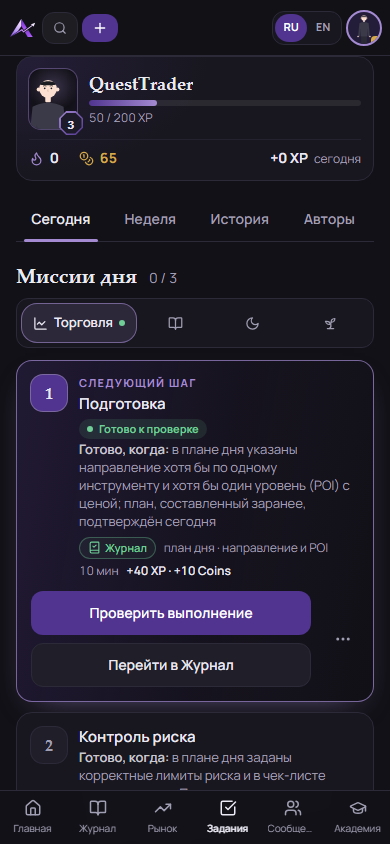 RU EN
QuestTrader
50 / 200 XP
3
0 65 +0 XP сегодня
Сегодня Неделя История Авторы
Миссии дня 0 / 3
Торговля
1 СЛЕДУЮЩИЙ ШАГ
Подготовка
Готово к проверке
Готово, когда: в плане дня указаны
направление хотя бы по одному
инструменту и хотя бы один уровень (POI) с
ценой; план, составленный заранее,
подтверждён сегодня
Журнал план дня · направление и POI
10 мин +40 XP · +10 Coins
Проверить выполнение
Перейти в Журнал
2 Контроль риска
Готово, когда: в плане дня заданы
корректные лимиты риска и в чек-листе
Главная Журнал Рынок Задания Сообще... Академия